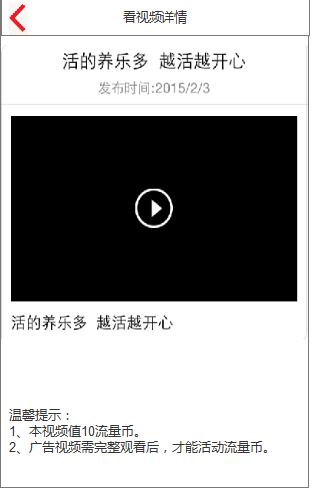 看视频详情
活的养乐多 越活越开心
发布时间:2015/2/3
活的养乐多 越活越开心
温馨提示：
1、本视频值10流量币。
2、广告视频需完整观看后，才能活动流量币。